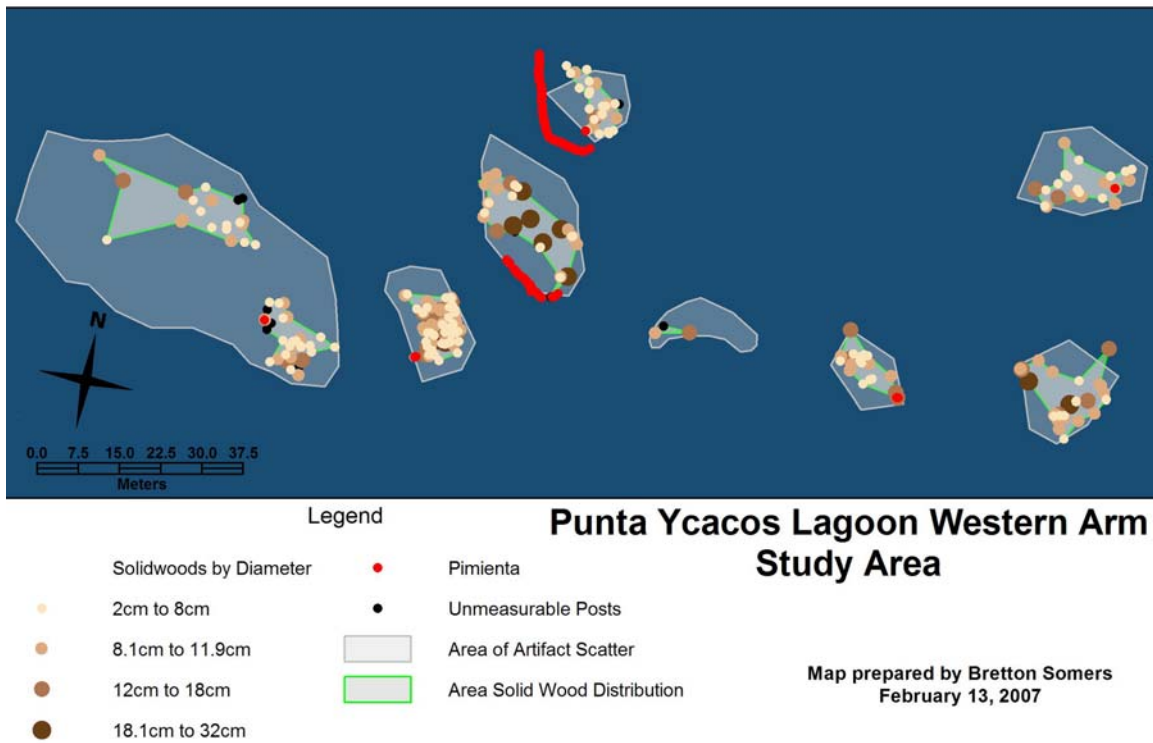 N
0.0 7.5 15.0 22.5 30.0 37.5
Meters
Legend
Punta Ycacos Lagoon Western Arm
Study Area
Solidwoods by Diameter
2cm to 8cm
8.1cm to 11.9cm
12cm to 18cm
18.1cm to 32cm
Pimienta
Unmeasurable Posts
Area of Artifact Scatter
Area Solid Wood Distribution
Map prepared by Bretton Somers
February 13, 2007